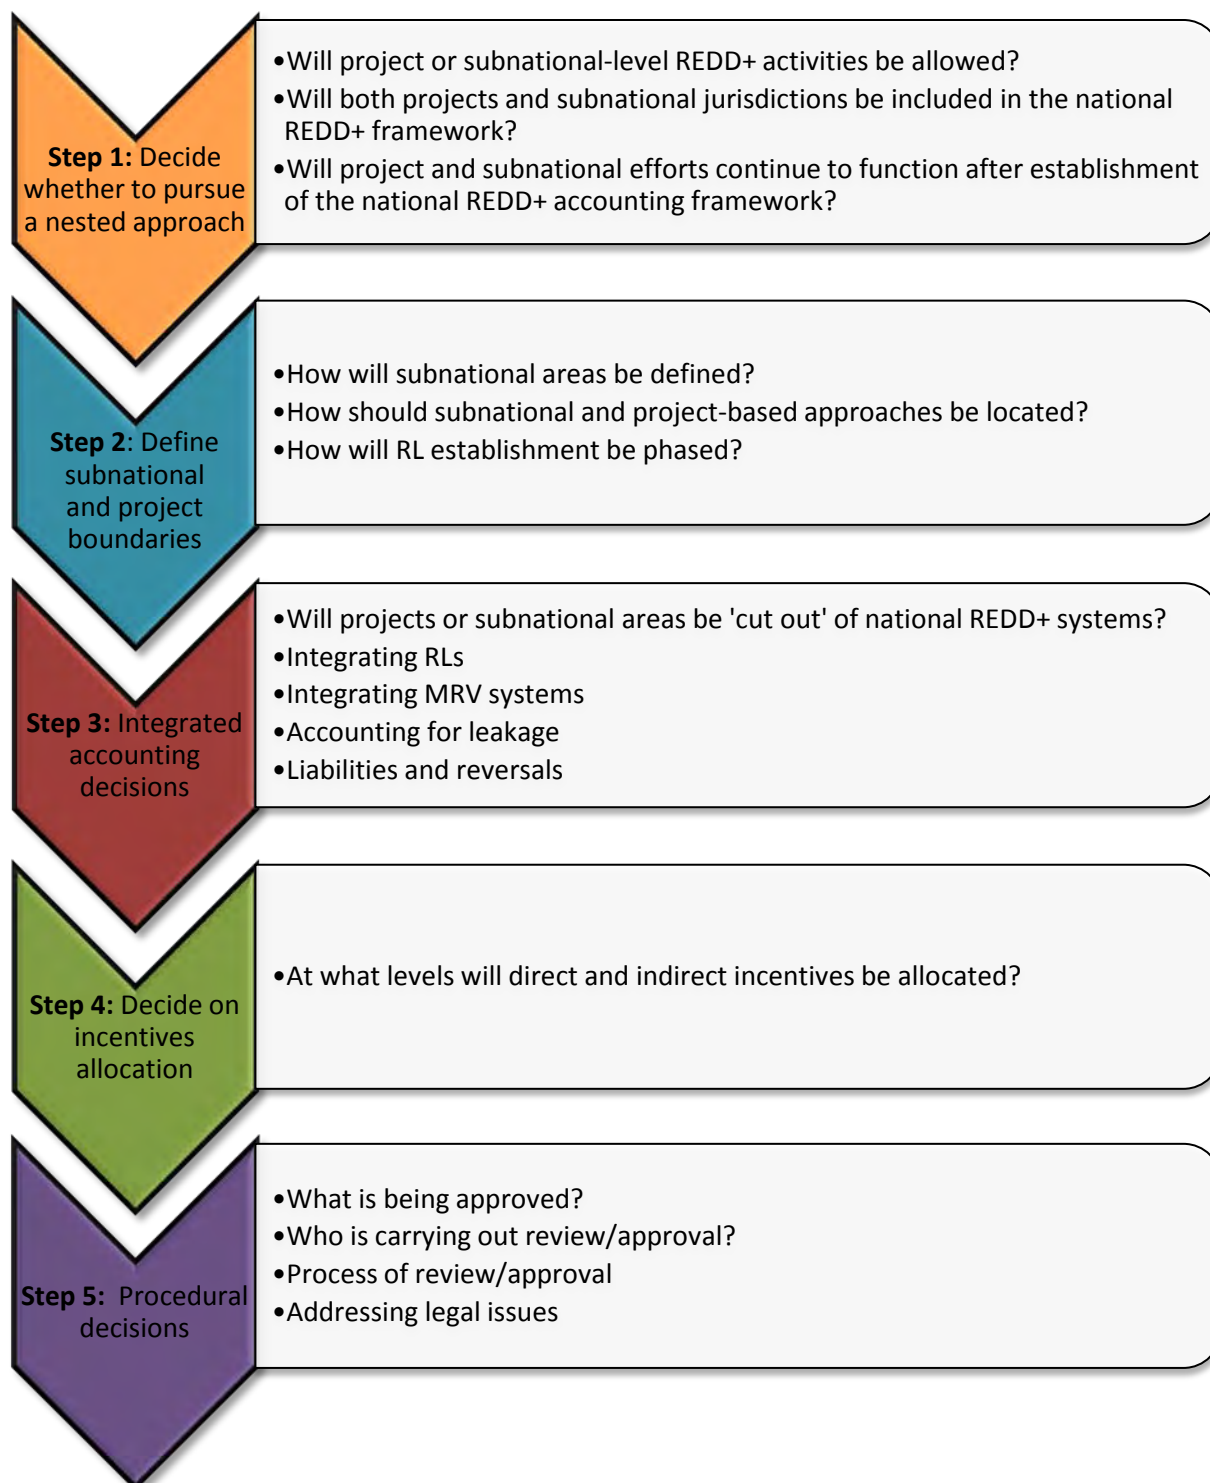 Step 1: Decide
whether to pursue
a nested approach
•Will project or subnational-level REDD+ activities be allowed?
•Will both projects and subnational jurisdictions be included in the national
REDD+ framework?
•Will project and subnational efforts continue to function after establishment
of the national REDD+ accounting framework?
Step 2: Define
subnational
and project
boundaries
•How will subnational areas be defined?
•How should subnational and project-based approaches be located?
•How will RL establishment be phased?
Step 3: Integrated
accounting
decisions
•Will projects or subnational areas be 'cut out' of national REDD+ systems?
•Integrating RLs
•Integrating MRV systems
•Accounting for leakage
•Liabilities and reversals
Step 4: Decide on
incentives
allocation
•At what levels will direct and indirect incentives be allocated?
Step 5: Procedural
decisions
•What is being approved?
•Who is carrying out review/approval?
•Process of review/approval
•Addressing legal issues